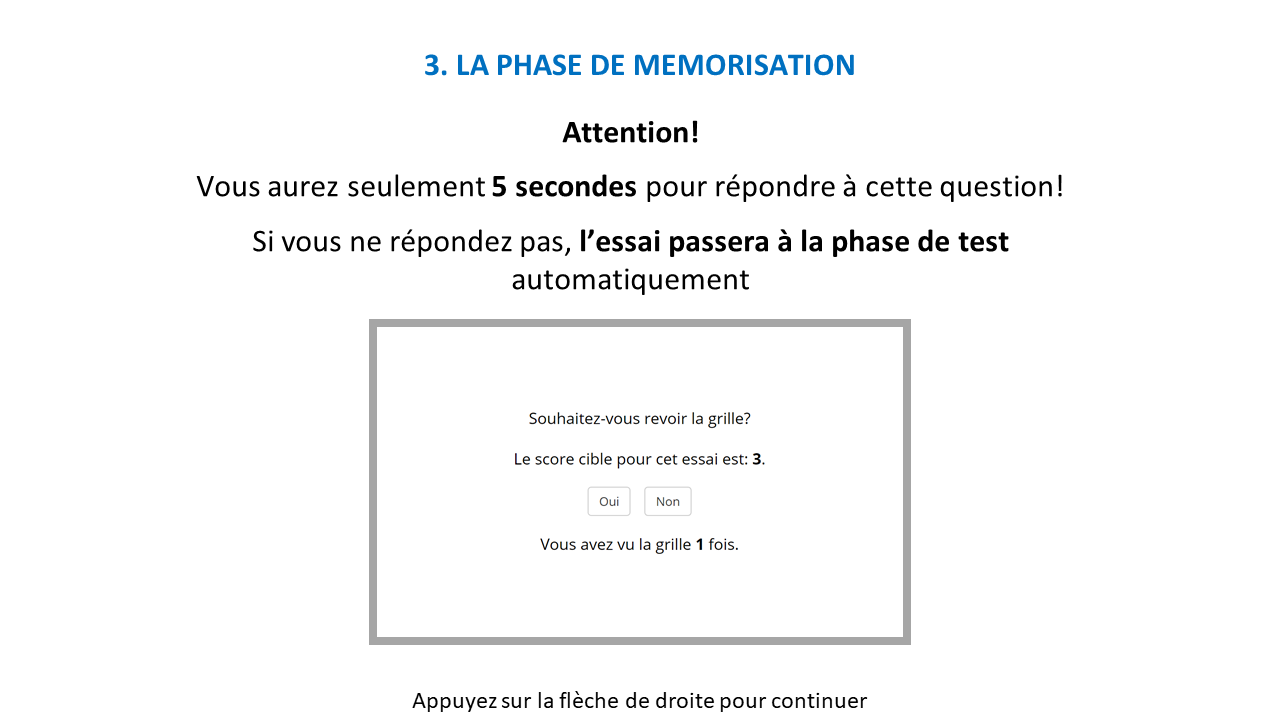 3. LA PHASE DE MEMORISATION
Attention!
Vous aurez seulement 5 secondes pour répondre à cette question!
Si vous ne répondez pas, l’essai passera à la phase de test
automatiquement
Souhaitez-vous revoir la grille?
Le score cible pour cet essai est: 3.
Oui Non
Vous avez vu la grille 1 fois.
Appuyez sur la flèche de droite pour continuer